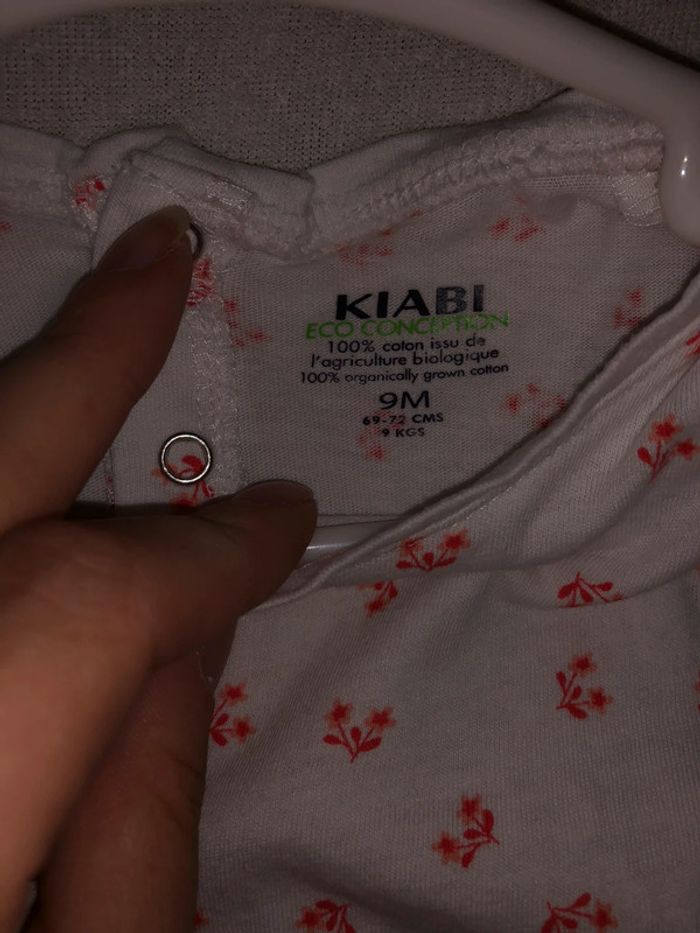 KIABI
ECO CONCEPTION
100% coton issu de
l'agriculture biologique
100% organically grown cotton
9M
69-72 CMS
9 KGS